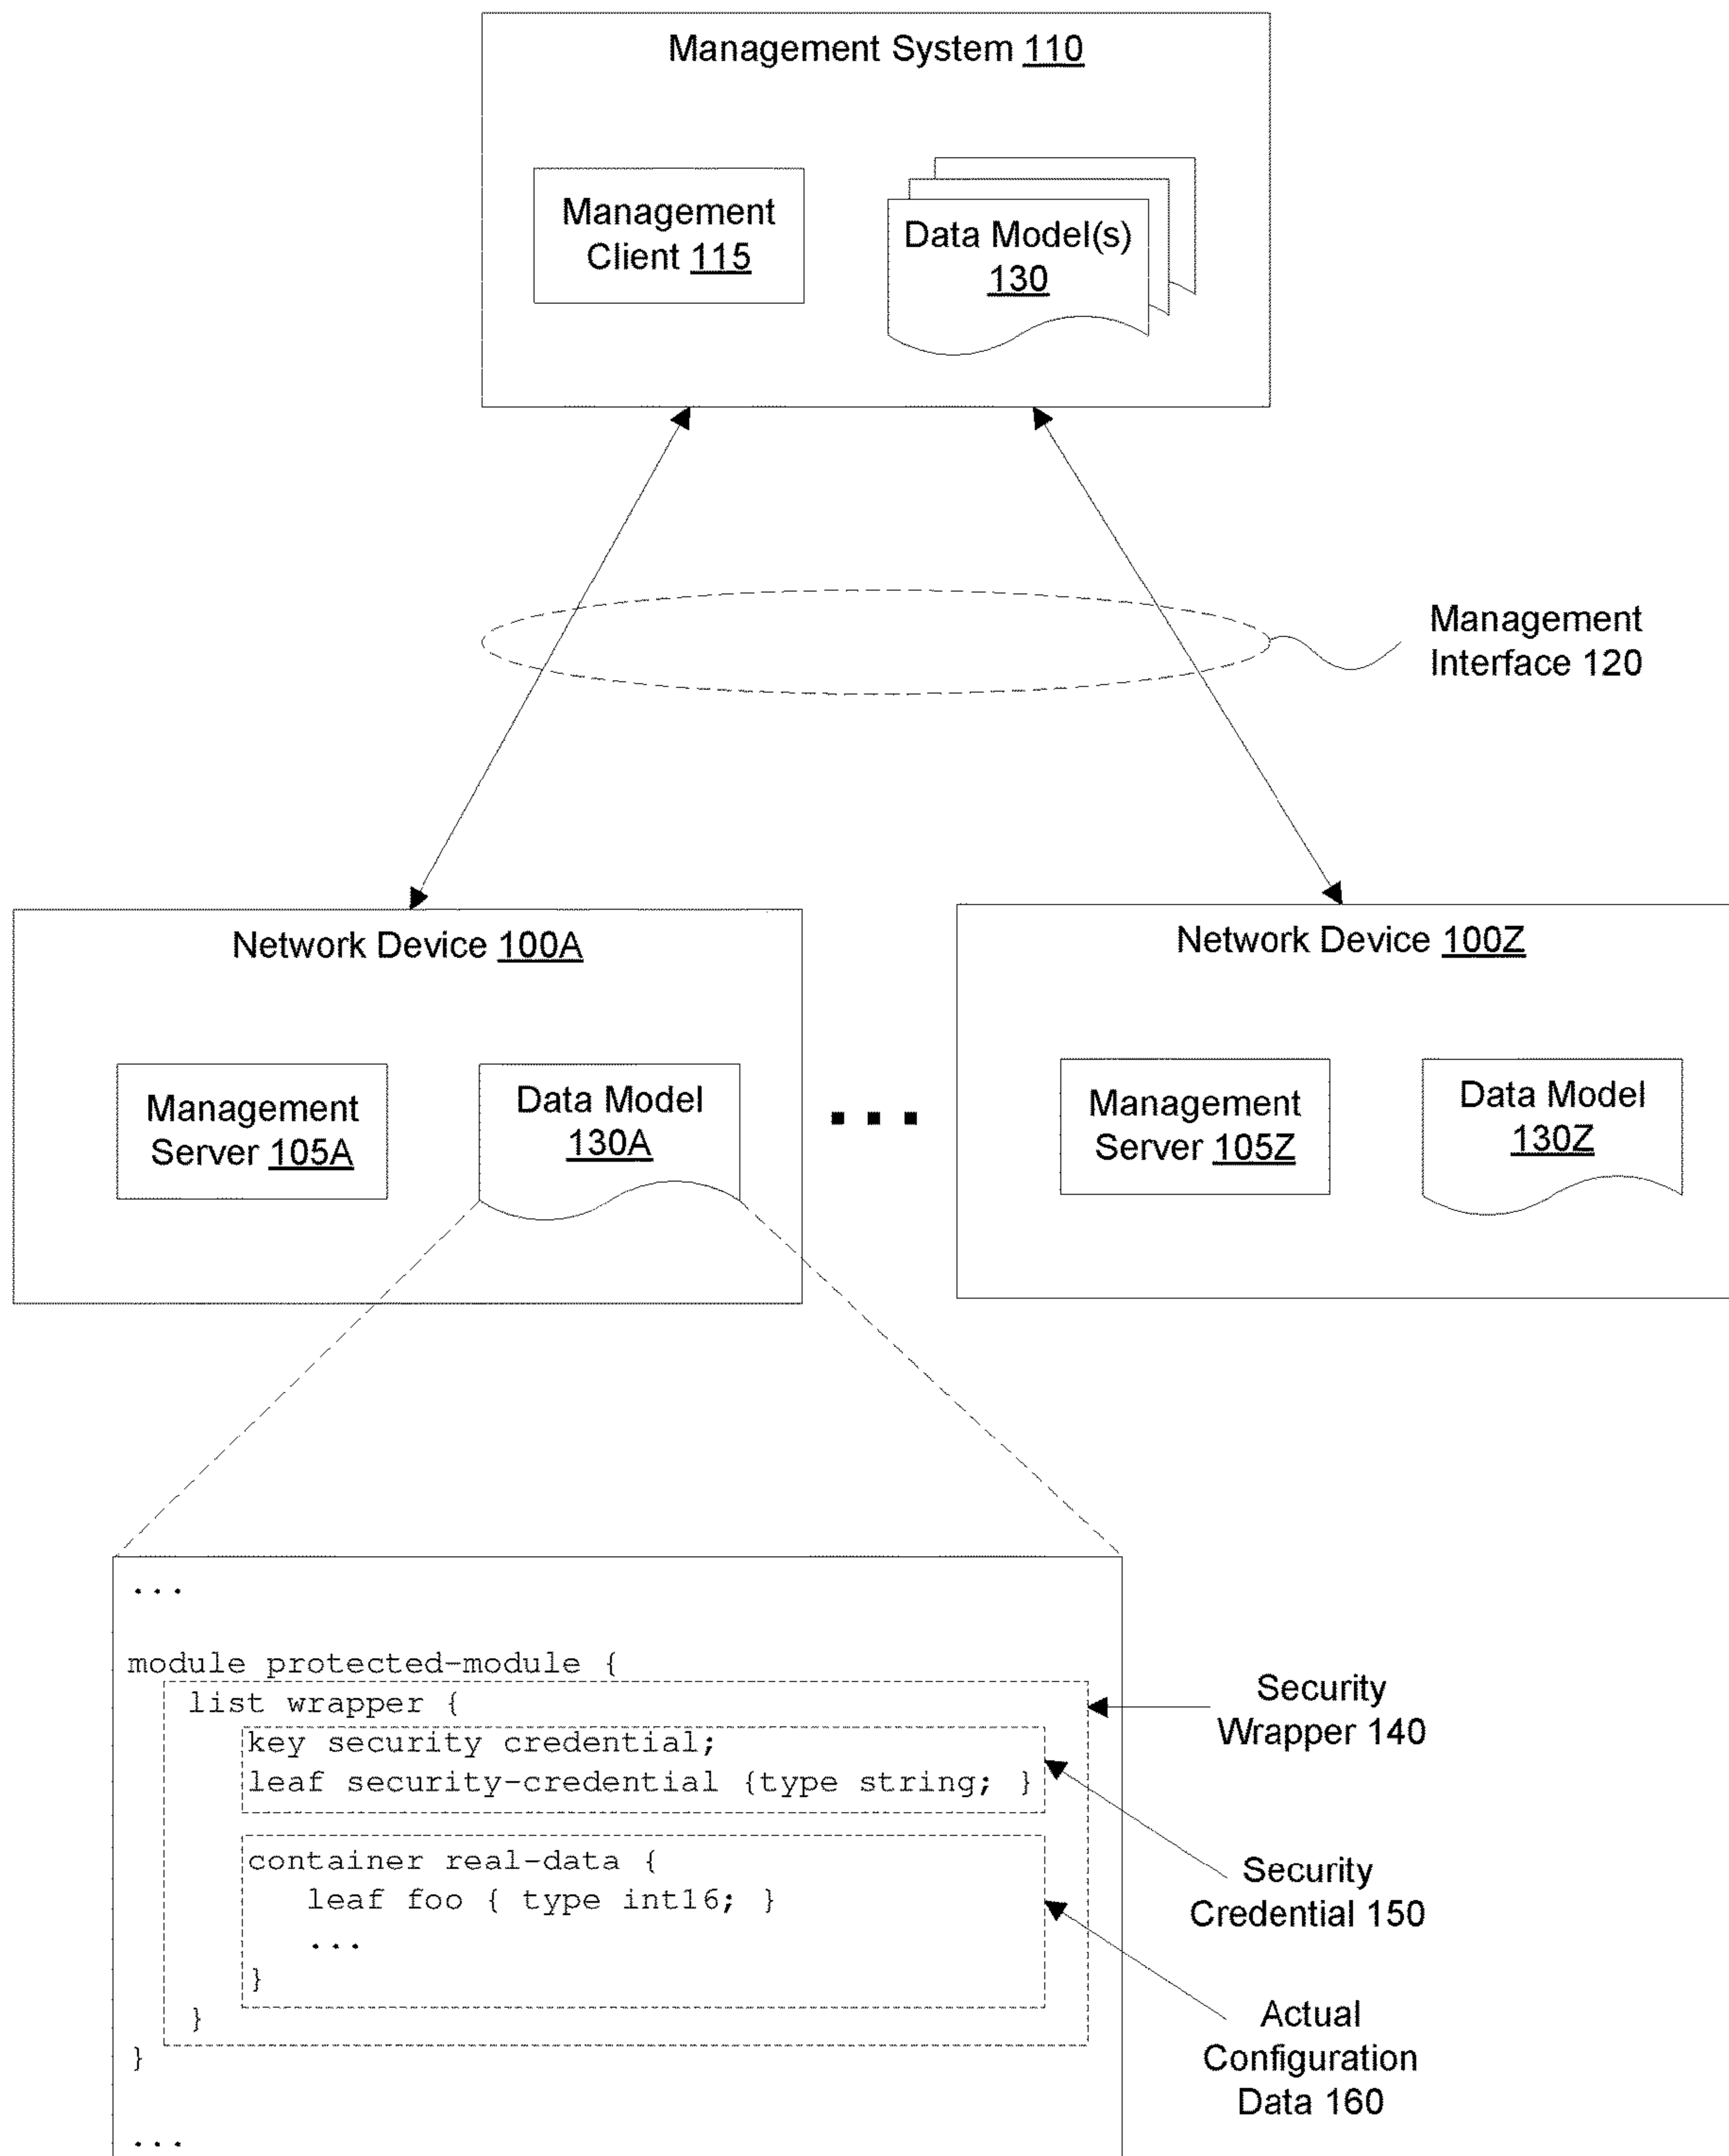 Management System 110
Management
Client 115
Data Model(s)
130
Management
Interface 120
Network Device 100A
Management
Server 105A
Data Model
130A
...
Network Device 100Z
Management
Server 105Z
Data Model
130Z
...
module protected-module {
list wrapper {
key security credential;
leaf security-credential {type string; }
container real-data {
leaf foo { type int16; }
...
}
}
}
...
Security
Wrapper 140
Security
Credential 150
Actual
Configuration
Data 160